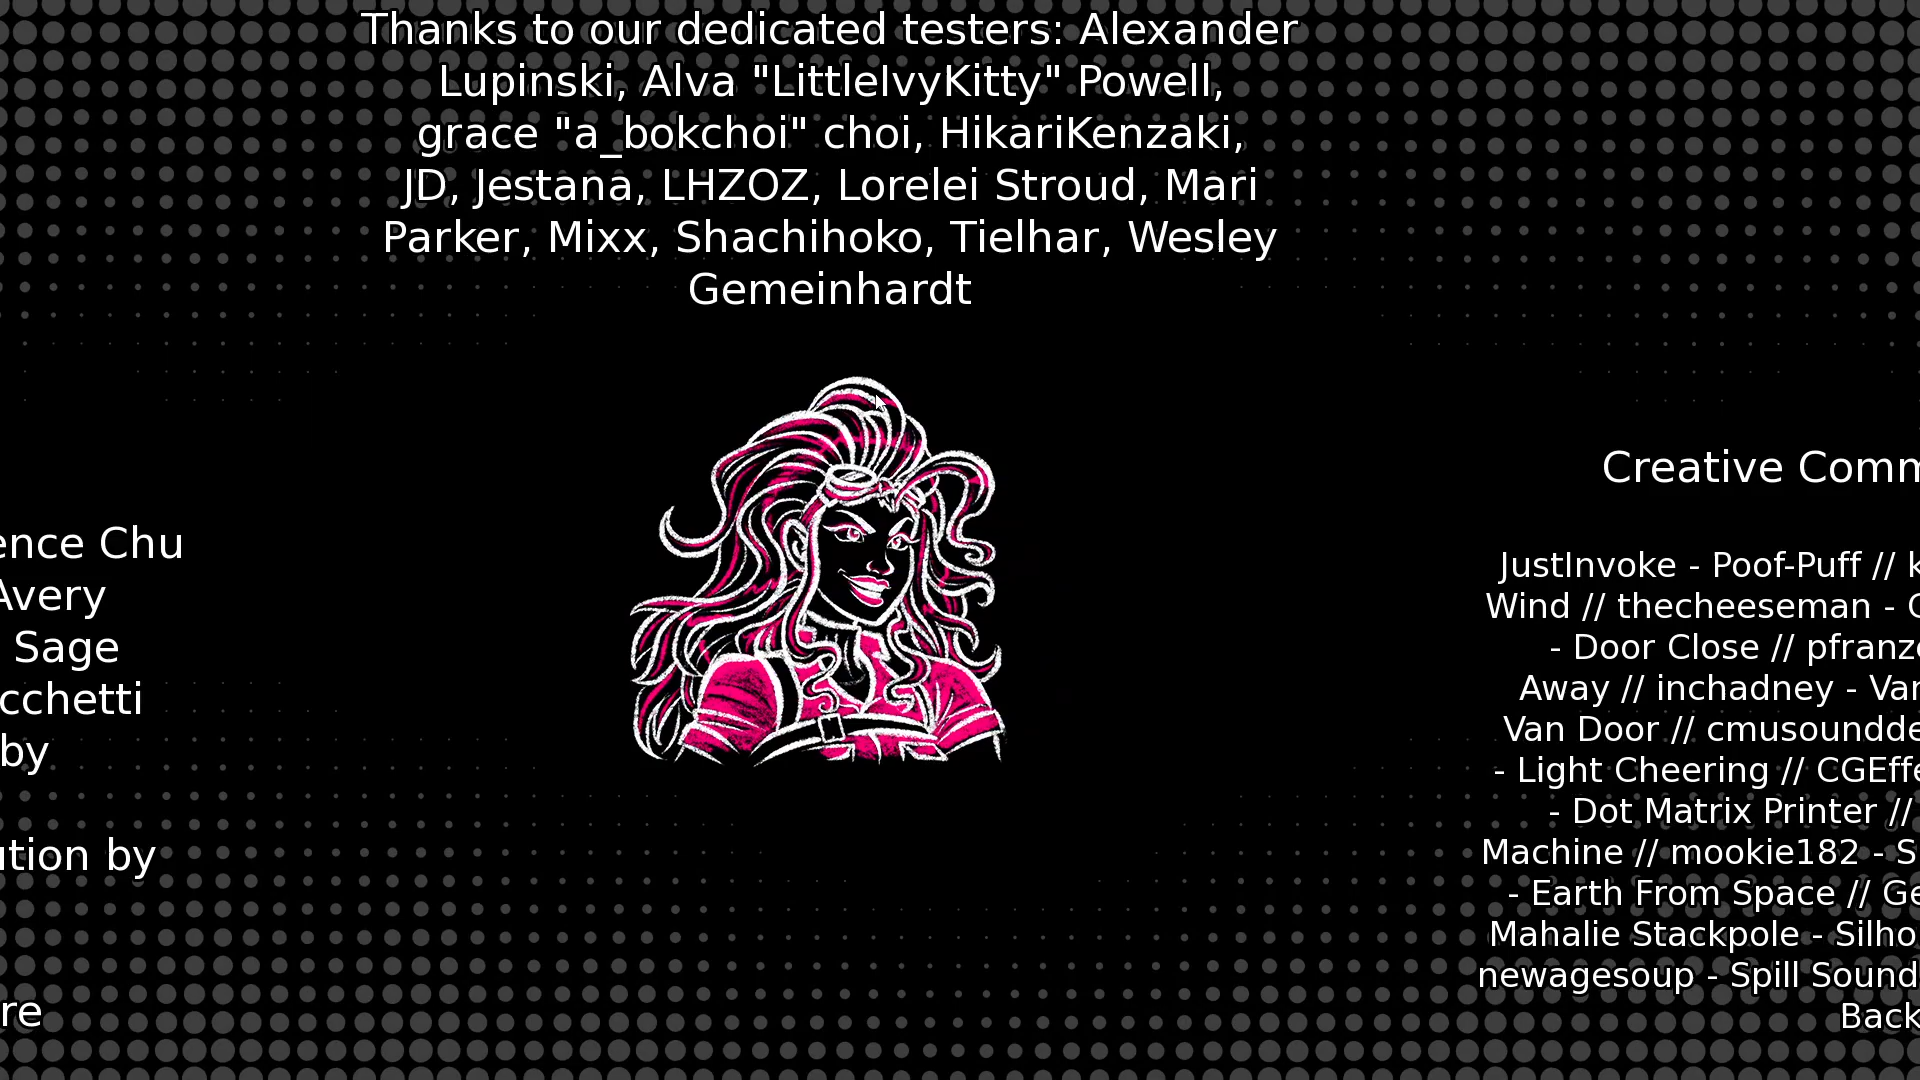 Thanks to our dedicated testers: Alexander
Lupinski, Alva "LittleIvyKitty" Powell,
grace "a_bokchoi" choi, HikariKenzaki,
JD, Jestana, LHZOZ, Lorelei Stroud, Mari
Parker, Mixx, Shachihoko, Tielhar, Wesley
Gemeinhardt
ence Chu
Avery
Sage
cchetti
by
ution by
re
Creative Comm
JustInvoke - Poof-Puff // k
Wind // thecheeseman - C
- Door Close // pfranz
Away // inchadney - Van
Van Door // cmusoundde
- Light Cheering // CGEffe
- Dot Matrix Printer //
Machine // mookie182 - S
- Earth From Space // Ge
Mahalie Stackpole - Silho
newagesoup - Spill Sound
Back